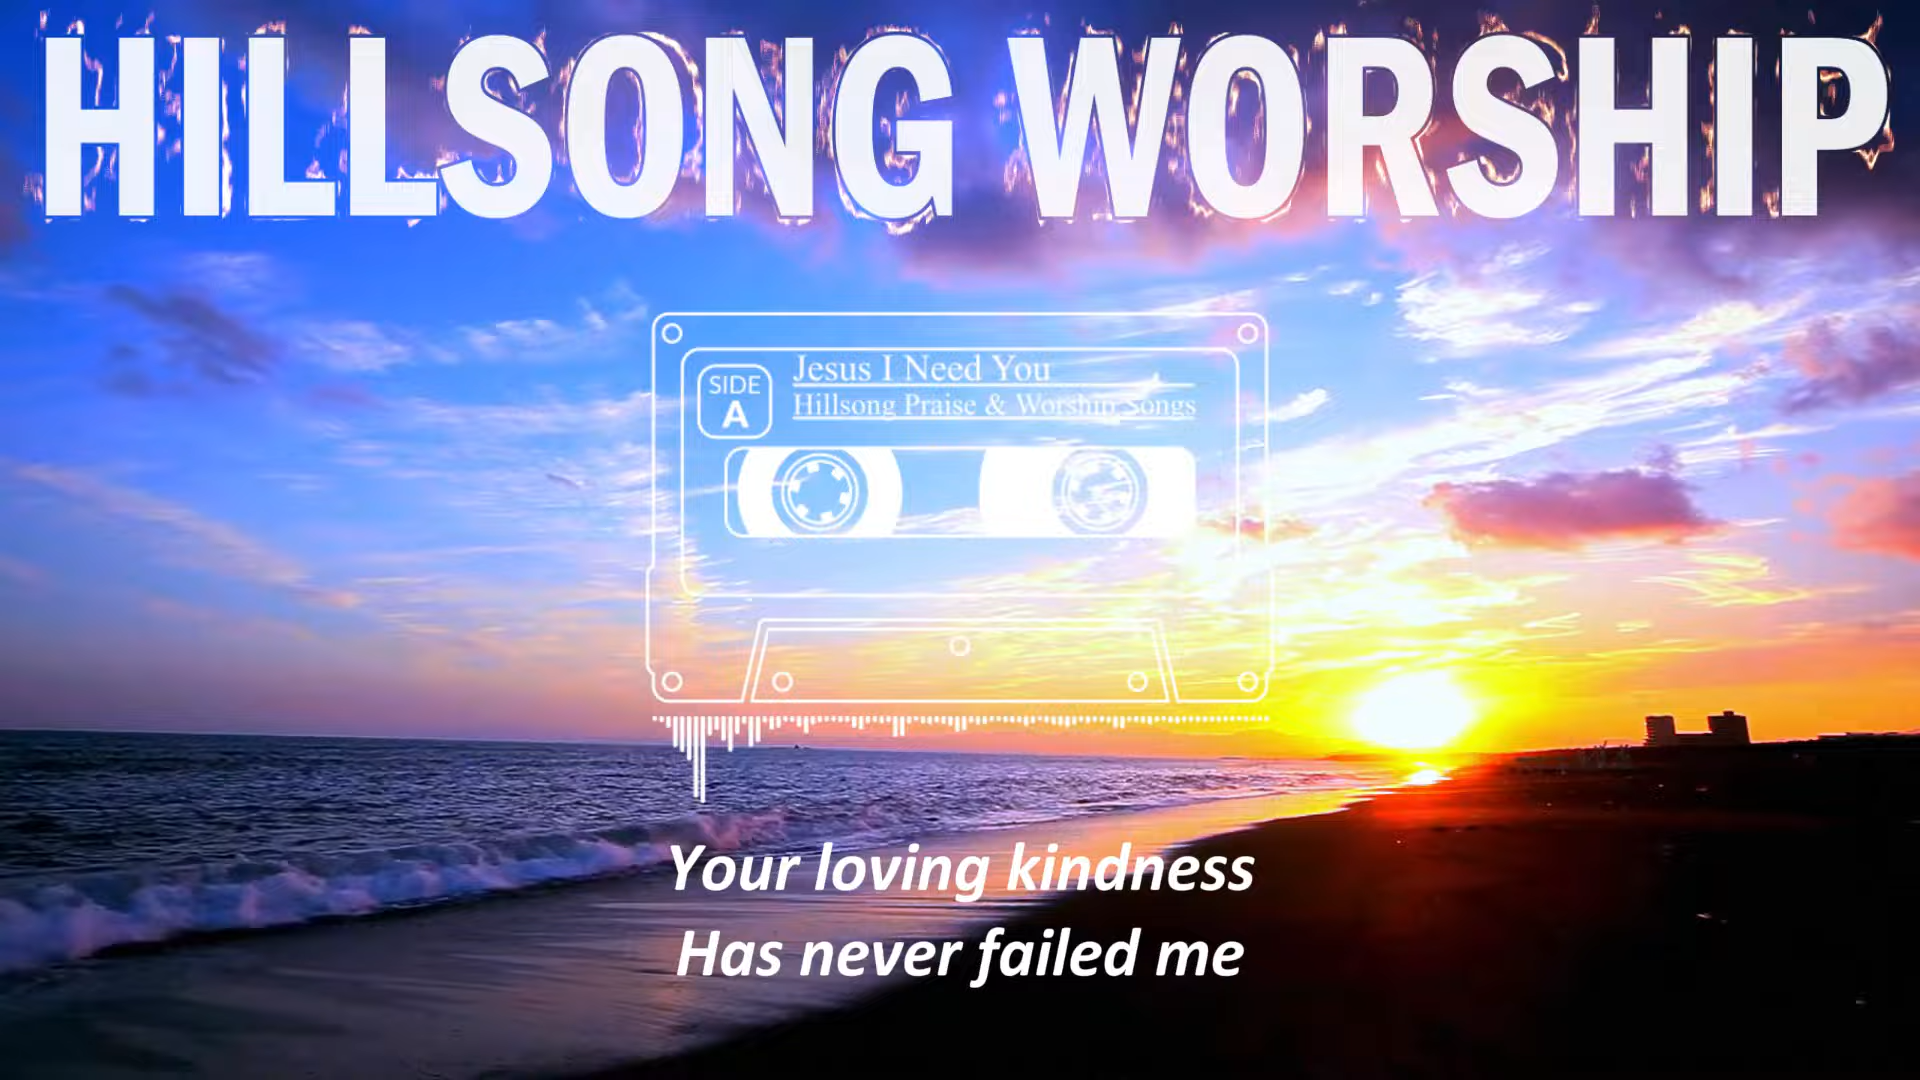 HILLSONG WORSHIP
SIDE
A
Jesus I Need You
Hillsong Praise & Worship Songs
Your loving kindness
Has never failed me